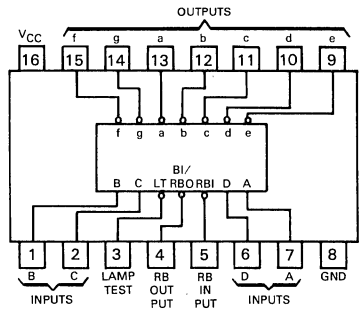 OUTPUTS
VCC f g a b c d e
16 15 14 13 12 11 10 9
f g a b c d e
BI/
B C LT RBO RBI D A
1 2 3 4 5 6 7 8
B C LAMP RB RB D A GND
INPUTS TEST OUT IN INPUTS
PUT PUT